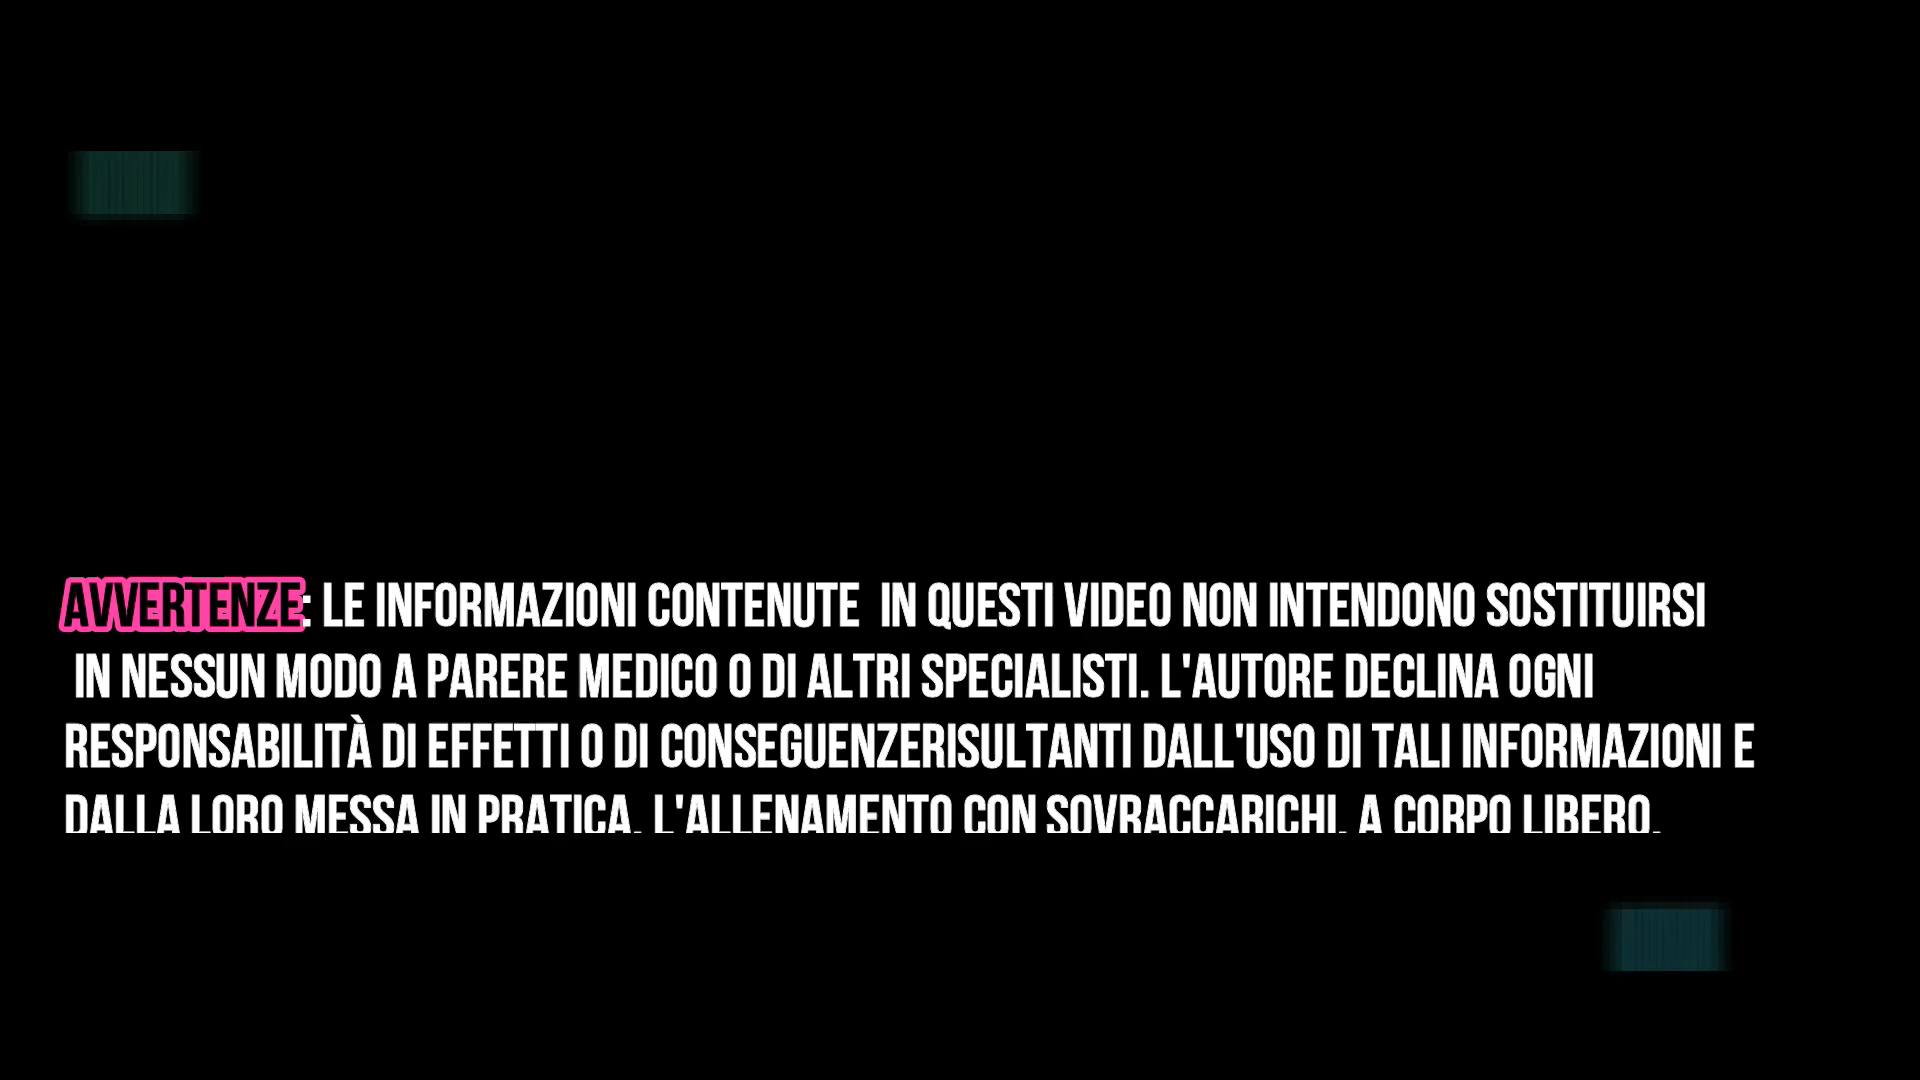 AVVERTENZE: LE INFORMAZIONI CONTENUTE  IN QUESTI VIDEO NON INTENDONO SOSTITUIRSI
IN NESSUN MODO A PARERE MEDICO O DI ALTRI SPECIALISTI. L'AUTORE DECLINA OGNI
RESPONSABILITÀ DI EFFETTI O DI CONSEGUENZERISULTANTI DALL'USO DI TALI INFORMAZIONI E
DALLA LORO MESSA IN PRATICA. L'ALLENAMENTO CON SOVRACCARICHI, A CORPO LIBERO,